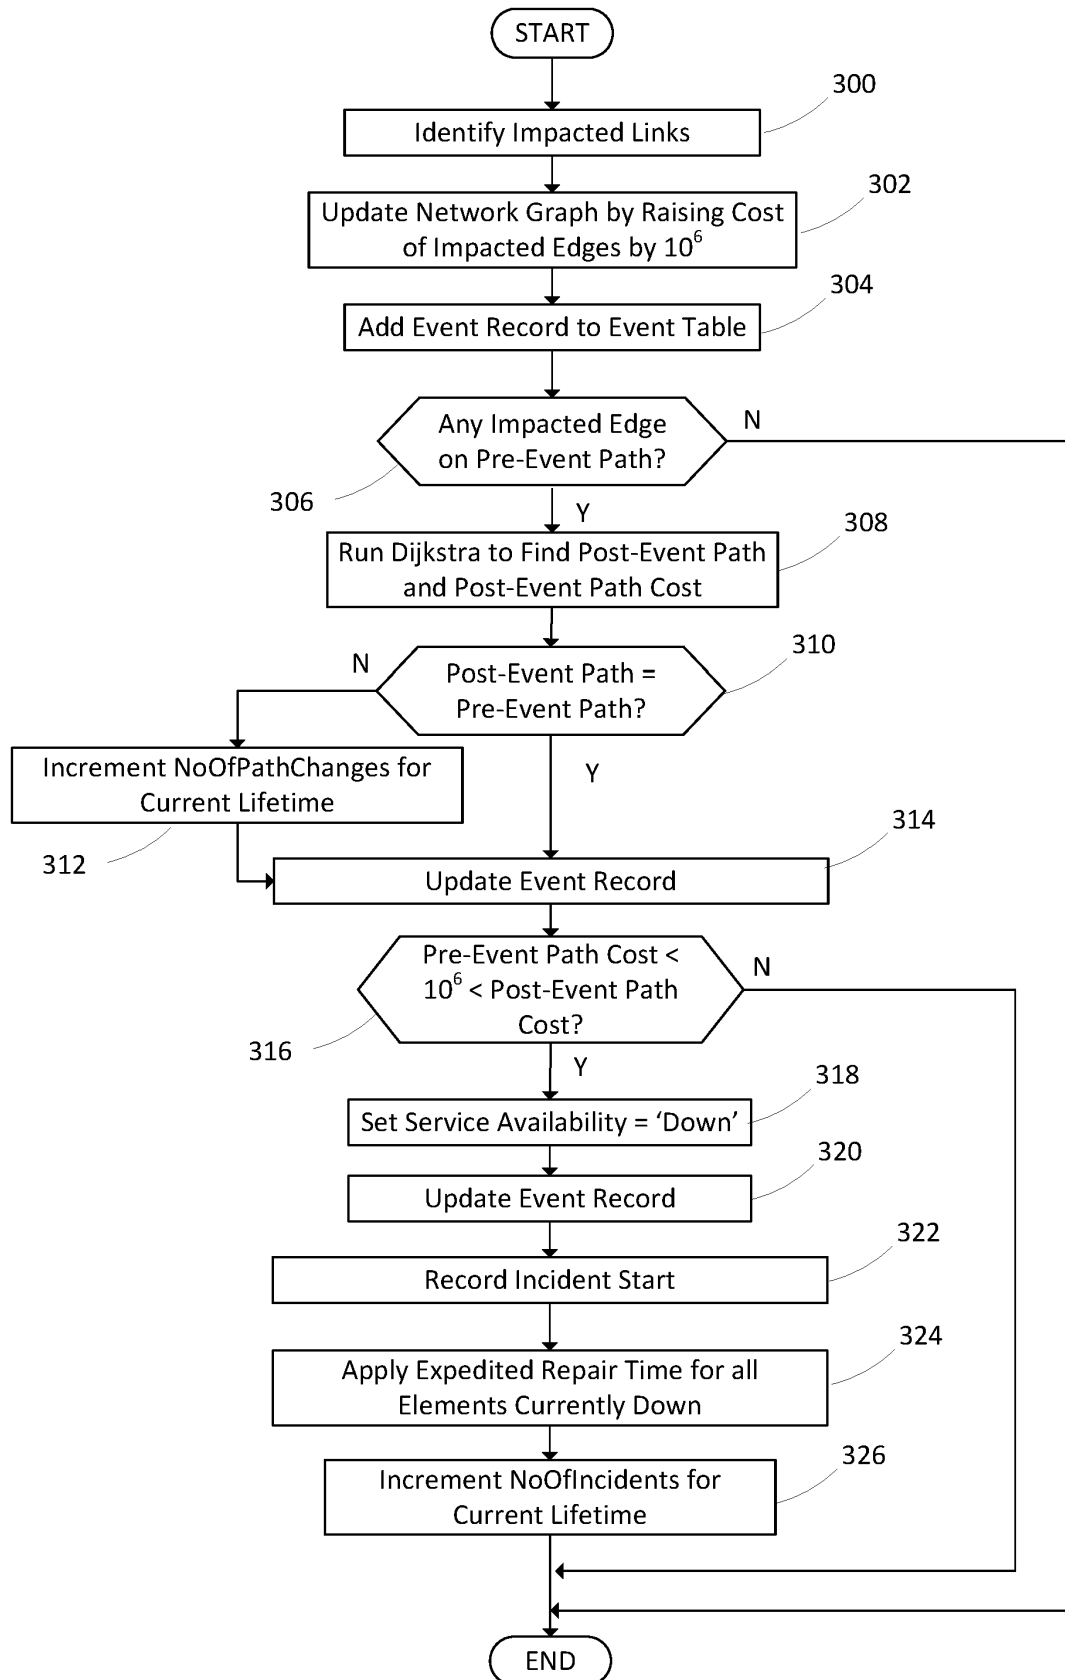 START
300
Identify Impacted Links
302
Update Network Graph by Raising Cost
of Impacted Edges by 10⁶
304
Add Event Record to Event Table
Any Impacted Edge
on Pre-Event Path?
N
306
Y
308
Run Dijkstra to Find Post-Event Path
and Post-Event Path Cost
310
N
Post-Event Path =
Pre-Event Path?
Increment NoOfPathChanges for
Current Lifetime
Y
312
314
Update Event Record
Pre-Event Path Cost <
10⁶ < Post-Event Path
Cost?
N
316
Y
318
Set Service Availability = ‘Down’
320
Update Event Record
322
Record Incident Start
324
Apply Expedited Repair Time for all
Elements Currently Down
326
Increment NoOfIncidents for
Current Lifetime
END